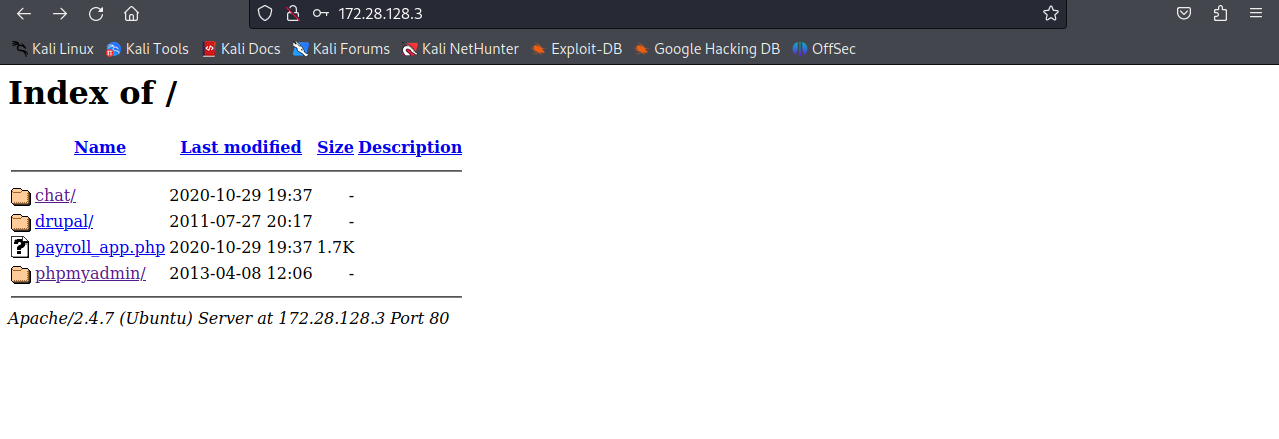 172.28.128.3
Kali Linux Kali Tools Kali Docs Kali Forums Kali NetHunter Exploit-DB Google Hacking DB OffSec
Index of /
Name Last modified Size Description
chat/ 2020-10-29 19:37 -
drupal/ 2011-07-27 20:17 -
? payroll_app.php 2020-10-29 19:37 1.7K
phpmyadmin/ 2013-04-08 12:06 -
Apache/2.4.7 (Ubuntu) Server at 172.28.128.3 Port 80